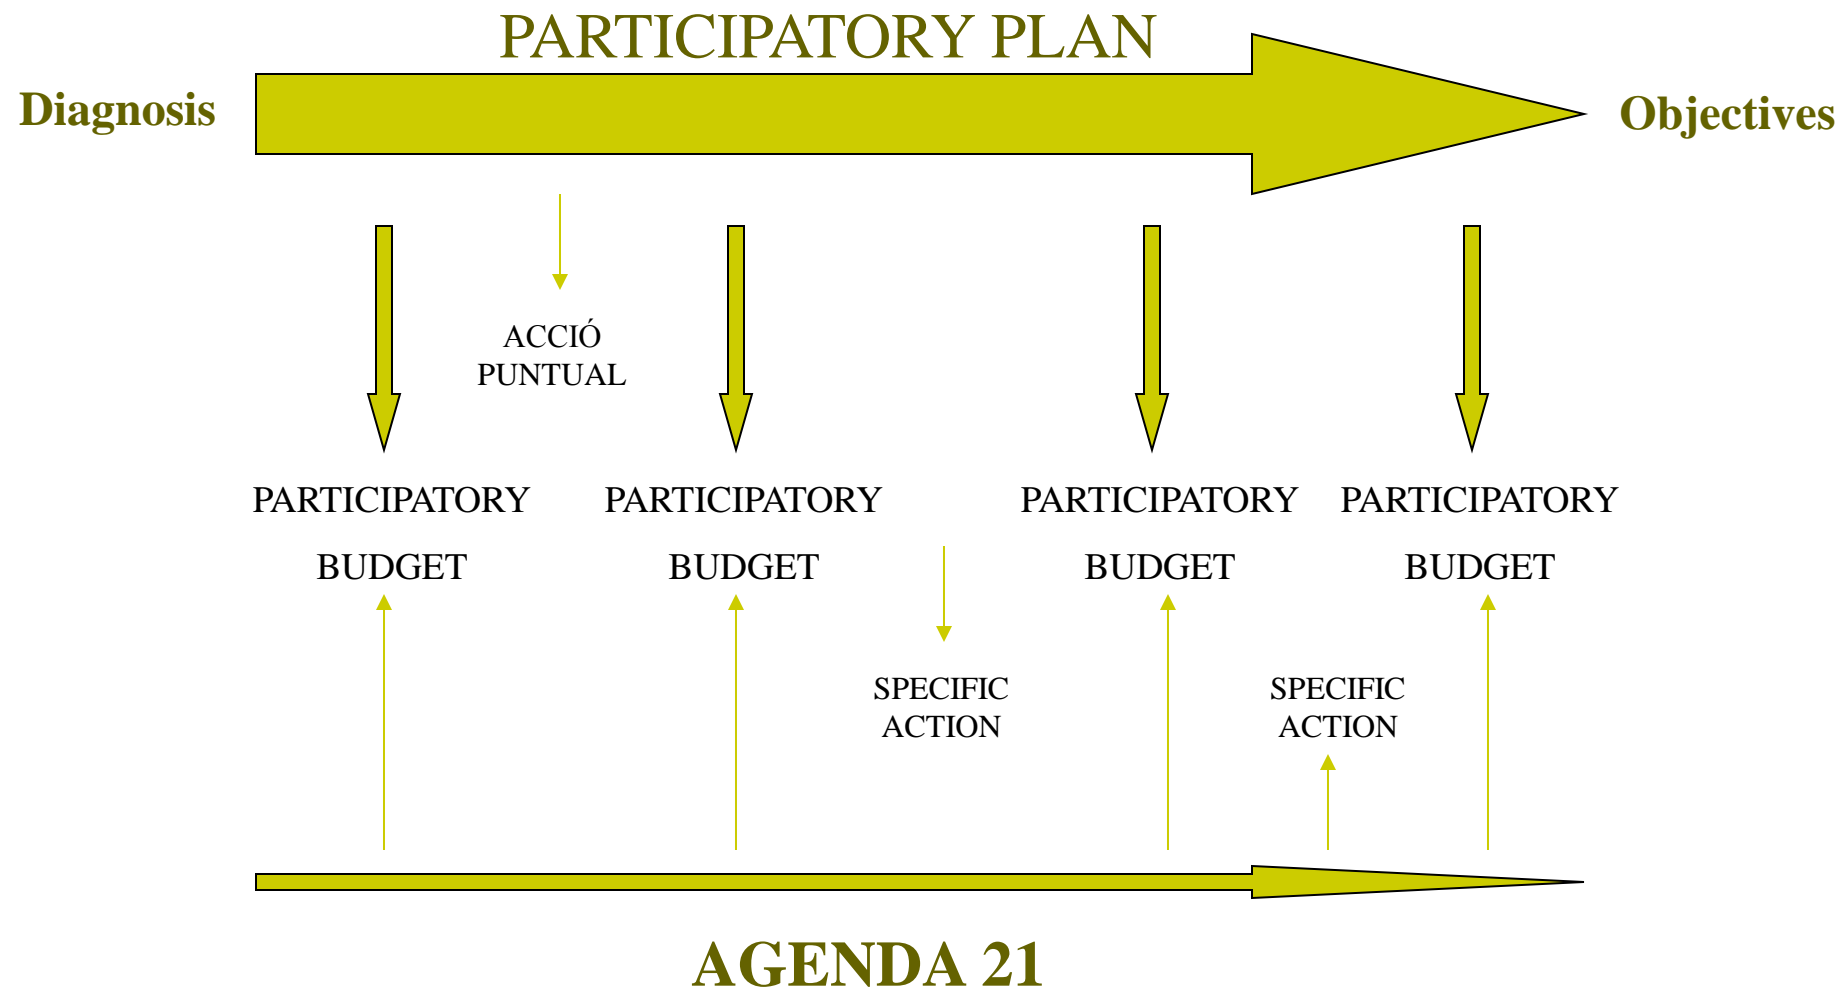 PARTICIPATORY PLAN
Diagnosis
Objectives
ACCIÓ
PUNTUAL
PARTICIPATORY
BUDGET
PARTICIPATORY
BUDGET
PARTICIPATORY
BUDGET
PARTICIPATORY
BUDGET
SPECIFIC
ACTION
SPECIFIC
ACTION
AGENDA 21